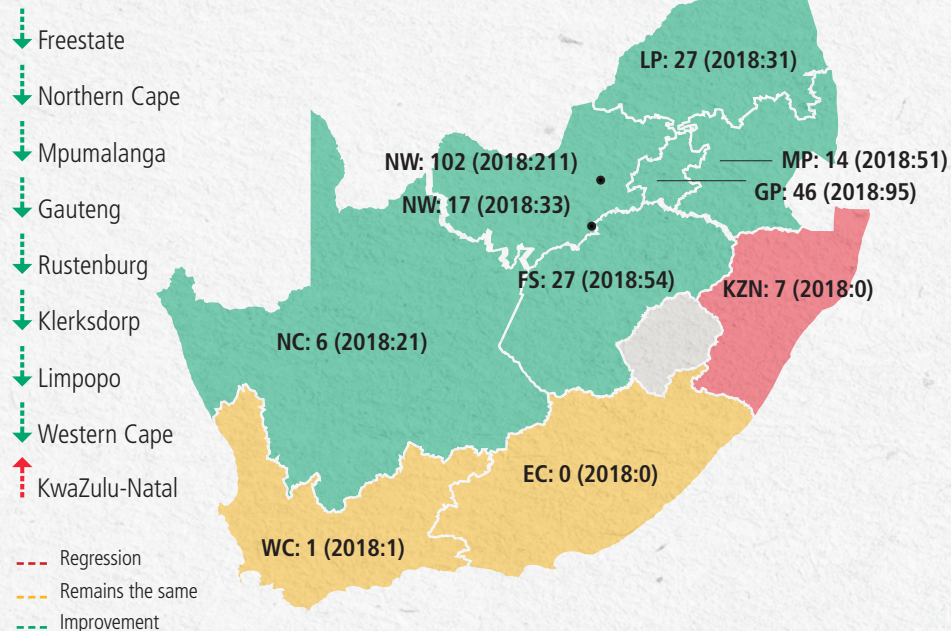 Freestate
Northern Cape
Mpumalanga
Gauteng
Rustenburg
Klerksdorp
Limpopo
Western Cape
KwaZulu-Natal
Regression
Remains the same
Improvement
LP: 27 (2018:31)
NW: 102 (2018:211)
MP: 14 (2018:51)
GP: 46 (2018:95)
NW: 17 (2018:33)
FS: 27 (2018:54)
KZN: 7 (2018:0)
NC: 6 (2018:21)
EC: 0 (2018:0)
WC: 1 (2018:1)